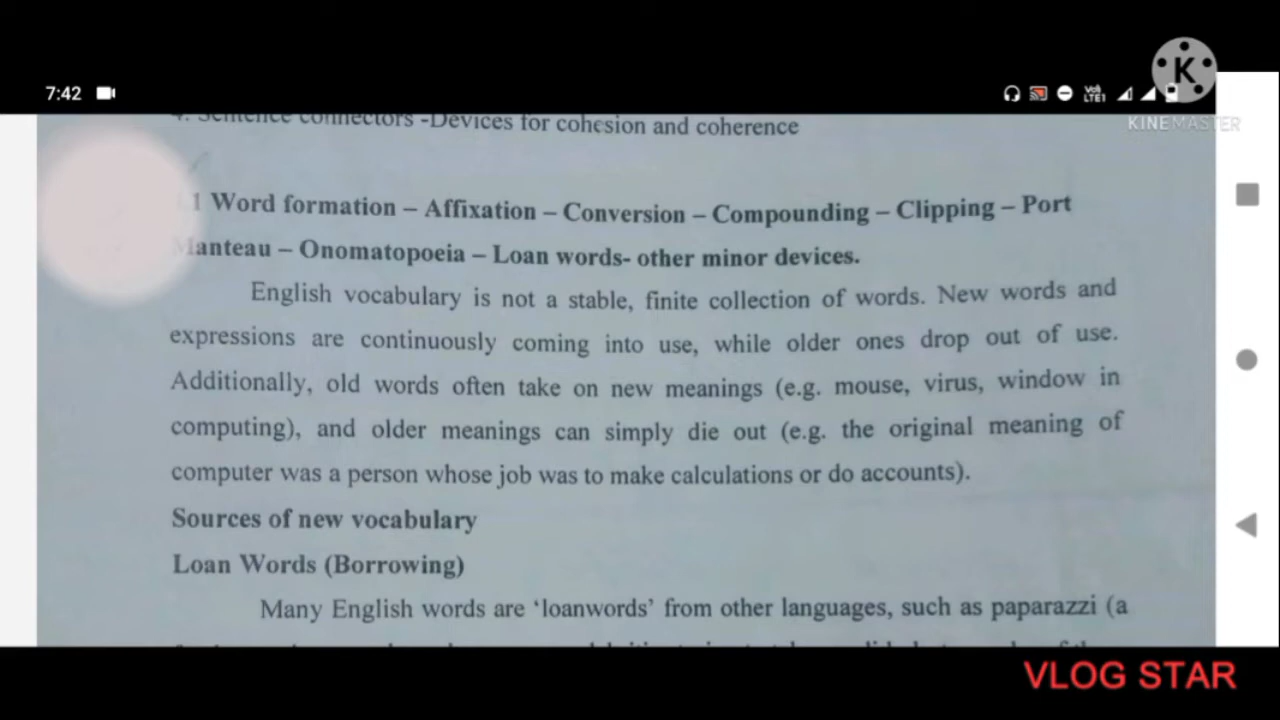 7:42
Vo) LTE1
K
KINEMASTER
4. Sentence connectors -Devices for cohesion and coherence
1 Word formation – Affixation – Conversion – Compounding – Clipping – Port
Manteau – Onomatopoeia – Loan words- other minor devices.
English vocabulary is not a stable, finite collection of words. New words and
expressions are continuously coming into use, while older ones drop out of use.
Additionally, old words often take on new meanings (e.g. mouse, virus, window in
computing), and older meanings can simply die out (e.g. the original meaning of
computer was a person whose job was to make calculations or do accounts).
Sources of new vocabulary
Loan Words (Borrowing)
Many English words are ‘loanwords’ from other languages, such as paparazzi (a
VLOG STAR